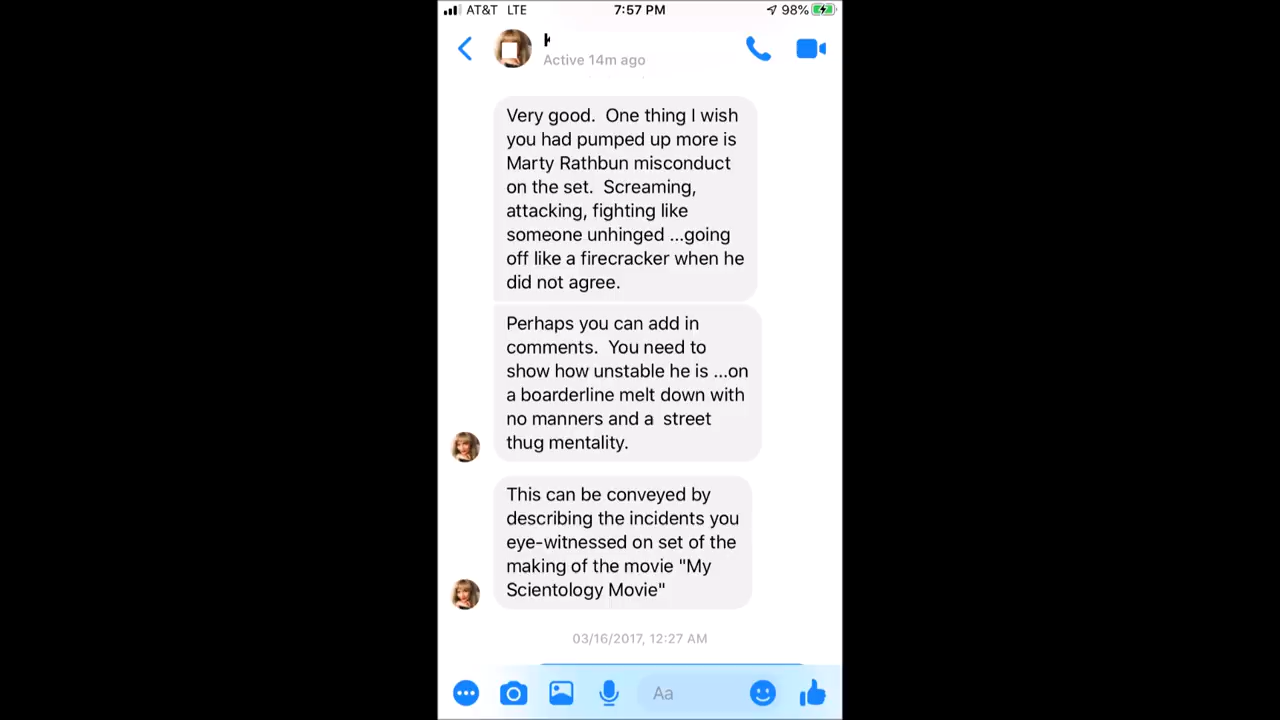 AT&T LTE 7:57 PM 98%
Active 14m ago
Very good. One thing I wish
you had pumped up more is
Marty Rathbun misconduct
on the set. Screaming,
attacking, fighting like
someone unhinged ...going
off like a firecracker when he
did not agree.
Perhaps you can add in
comments. You need to
show how unstable he is ...on
a boarderline melt down with
no manners and a street
thug mentality.
This can be conveyed by
describing the incidents you
eye-witnessed on set of the
making of the movie "My
Scientology Movie"
03/16/2017, 12:27 AM
Aa